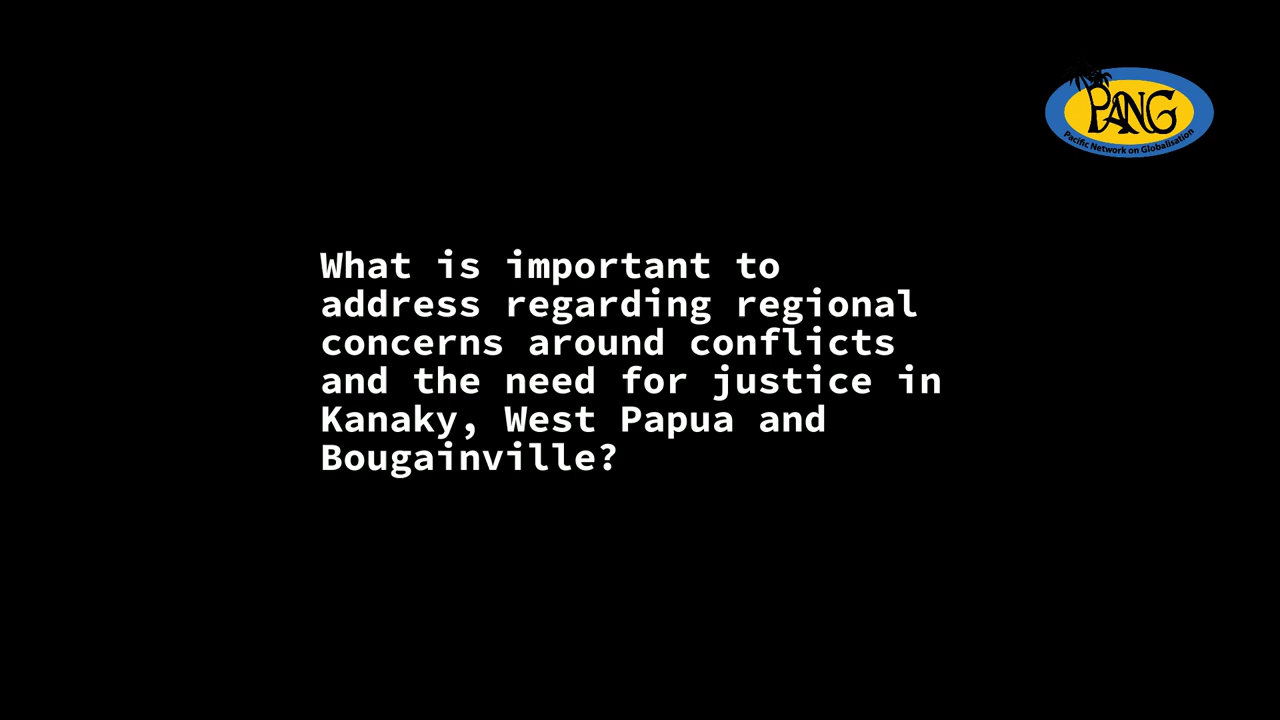 PANG
Pacific Network on Globalisation
What is important to
address regarding regional
concerns around conflicts
and the need for justice in
Kanaky, West Papua and
Bougainville?